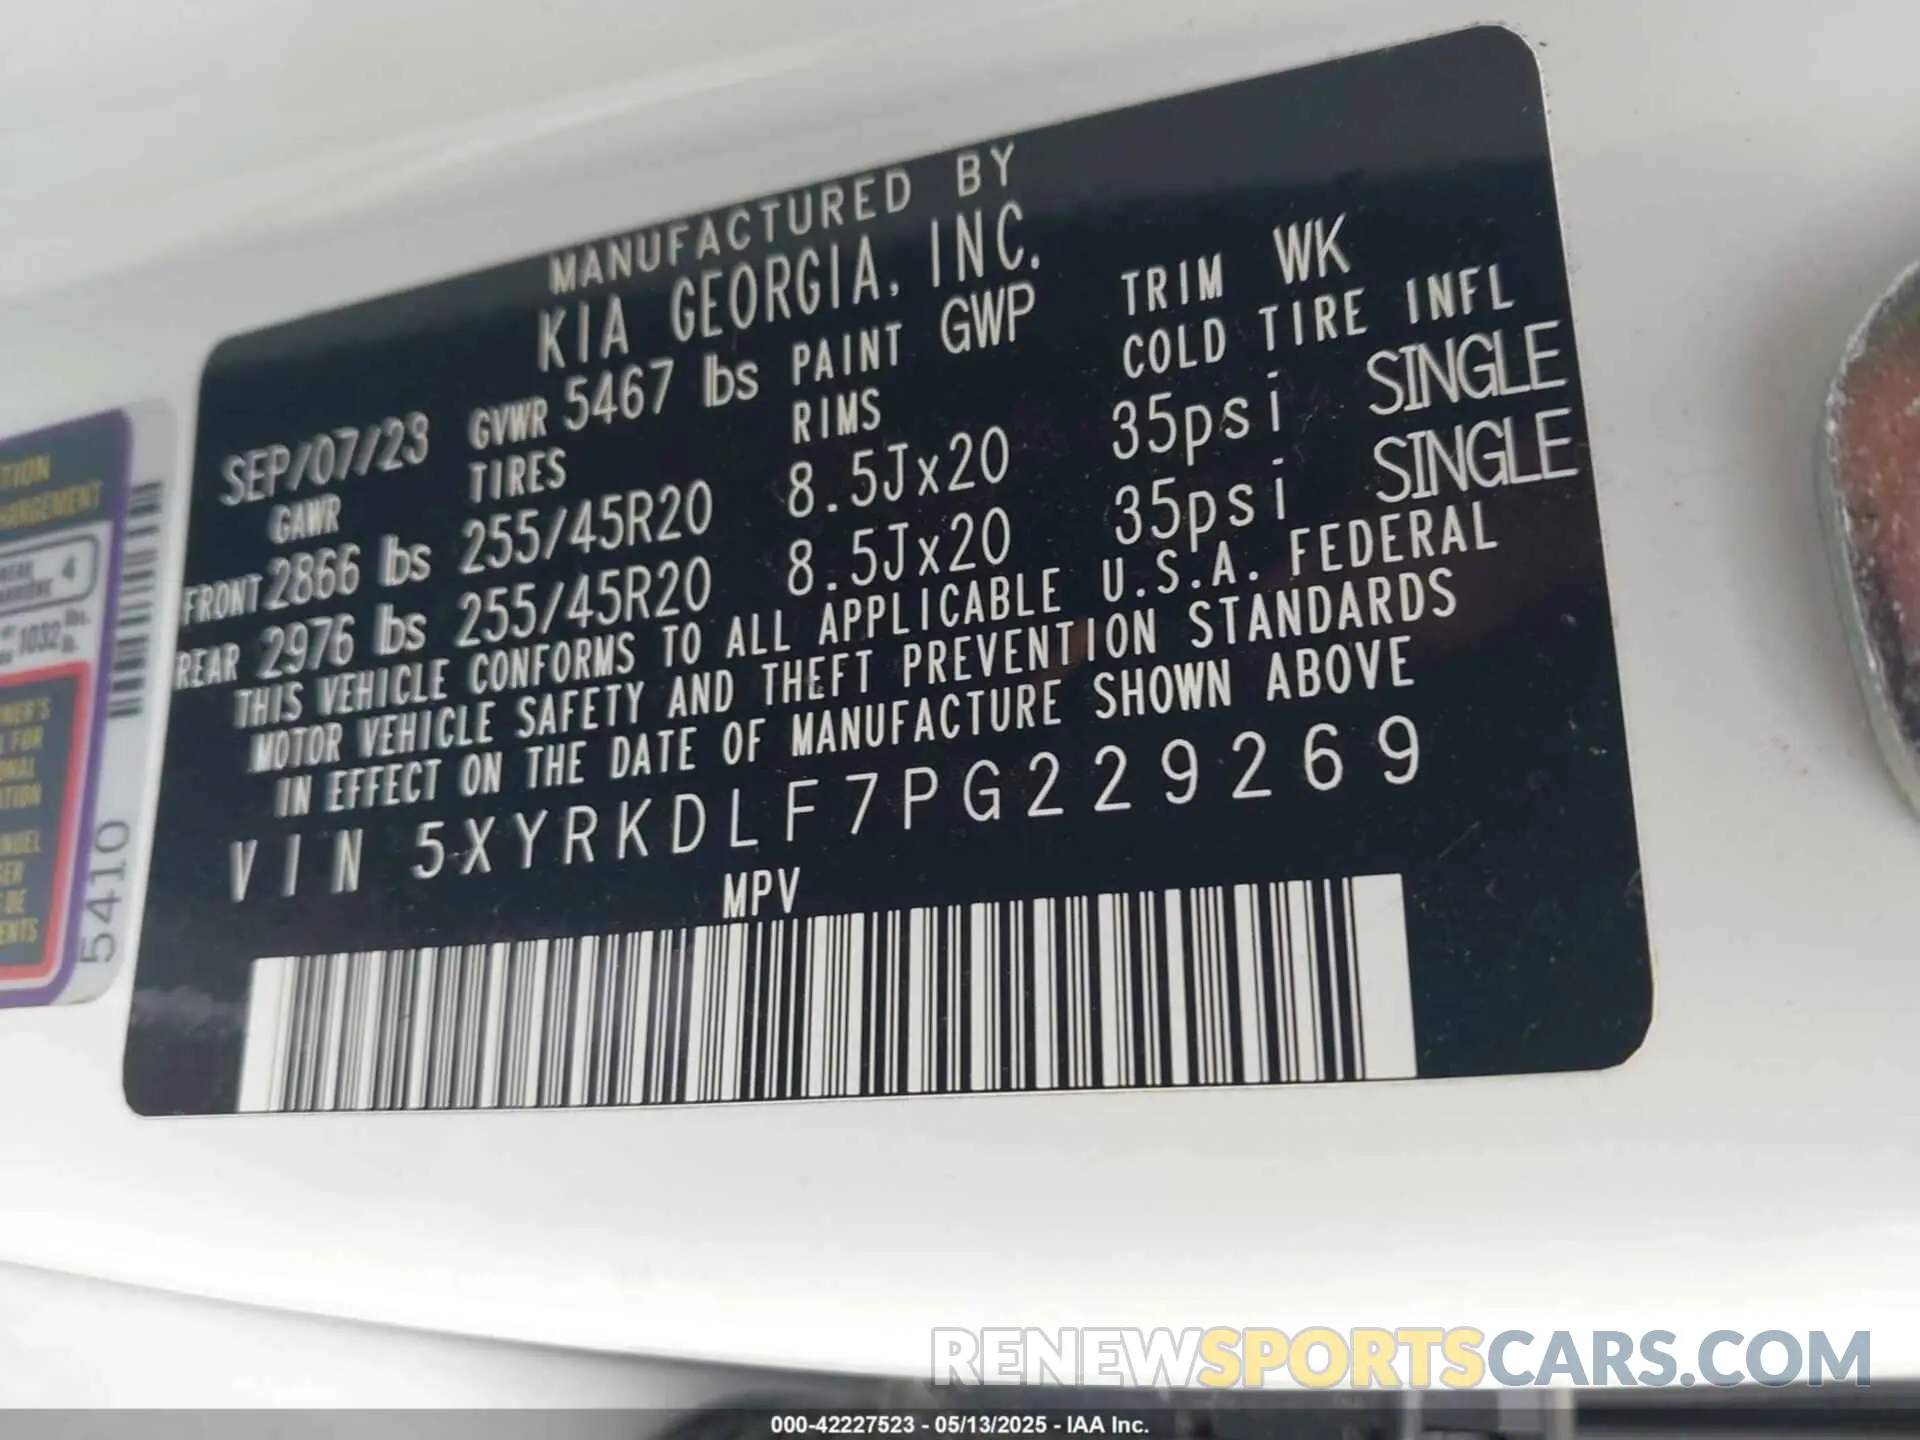 MANUFACTURED BY
KIA GEORGIA, INC.
SEP/07/23 GVWR 5467 lbs PAINT GWP TRIM WK
GAWR TIRES RIMS COLD TIRE INFL
FRONT 2866 lbs 255/45R20 8.5Jx20 35psi SINGLE
REAR 2976 lbs 255/45R20 8.5Jx20 35psi SINGLE
THIS VEHICLE CONFORMS TO ALL APPLICABLE U.S.A. FEDERAL
MOTOR VEHICLE SAFETY AND THEFT PREVENTION STANDARDS
IN EFFECT ON THE DATE OF MANUFACTURE SHOWN ABOVE
VIN 5XYRKDLF7PG229269
MPV
4
1032 lb.
5410
RENEWSPORTSCARS.COM
000-42227523 - 05/13/2025 - IAA Inc.